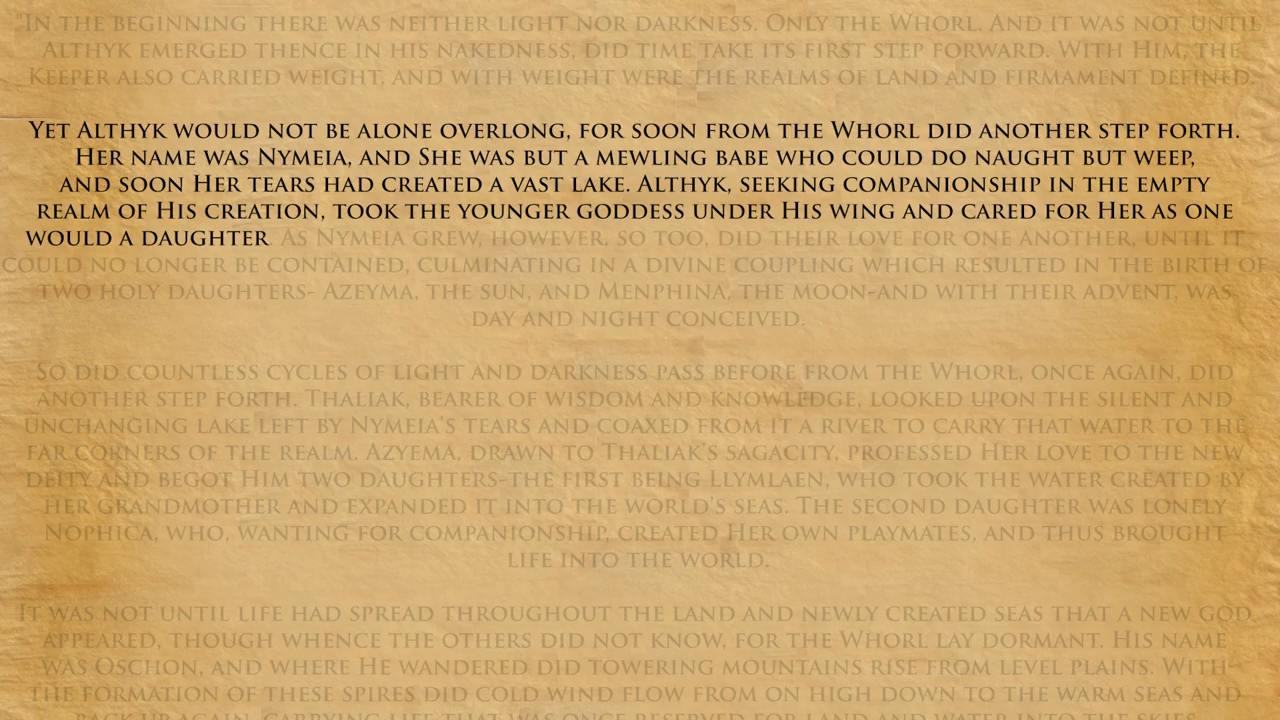 "In the beginning there was neither light nor darkness. Only the Whorl. And it was not until
Althyk emerged thence in his nakedness, did time take its first step forward. With Him, the
Keeper also carried weight, and with weight were the realms of land and firmament defined.
Yet Althyk would not be alone overlong, for soon from the Whorl did another step forth.
Her name was Nymeia, and She was but a mewling babe who could do naught but weep,
and soon Her tears had created a vast lake. Althyk, seeking companionship in the empty
realm of His creation, took the younger goddess under His wing and cared for Her as one
would a daughter. As Nymeia grew, however, so too, did their love for one another, until it
could no longer be contained, culminating in a divine coupling which resulted in the birth of
two holy daughters- Azeyma, the sun, and Menphina, the moon-and with their advent, was
day and night conceived.
So did countless cycles of light and darkness pass before from the Whorl, once again, did
another step forth. Thaliak, bearer of wisdom and knowledge, looked upon the silent and
unchanging lake left by Nymeia's tears and coaxed from it a river to carry that water to the
far corners of the realm. Azyema, drawn to Thaliak's sagacity, professed Her love to the new
deity and begot Him two daughters-the first being Llymlaen, who took the water created by
her grandmother and expanded it into the world's seas. The second daughter was lonely
Nophica, who, wanting for companionship, created Her own playmates, and thus brought
life into the world.
It was not until life had spread throughout the land and newly created seas that a new god
appeared, though whence the others did not know, for the Whorl lay dormant. His name
was Oschon, and where He wandered did towering mountains rise from level plains. With
the formation of these spires did cold wind flow from on high down to the warm seas and
back up again, carrying life that was once reserved for land and water into the skies.